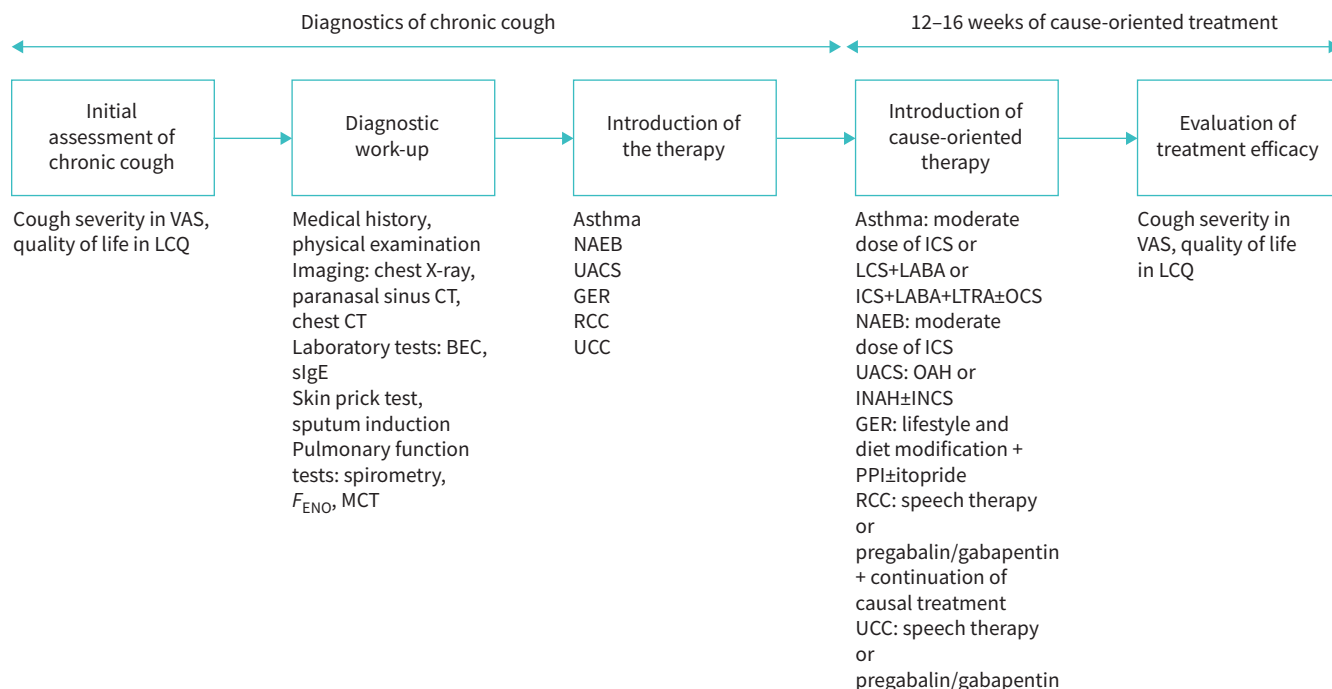 Diagnostics of chronic cough
12–16 weeks of cause-oriented treatment
Initial
assessment of
chronic cough
Diagnostic
work-up
Introduction of
the therapy
Introduction of
cause-oriented
therapy
Evaluation of
treatment efficacy
Cough severity in VAS,
quality of life in LCQ
Medical history,
physical examination
Imaging: chest X-ray,
paranasal sinus CT,
chest CT
Laboratory tests: BEC,
sIgE
Skin prick test,
sputum induction
Pulmonary function
tests: spirometry,
FENO, MCT
Asthma
NAEB
UACS
GER
RCC
UCC
Asthma: moderate
dose of ICS or
LCS+LABA or
ICS+LABA+LTRA±OCS
NAEB: moderate
dose of ICS
UACS: OAH or
INAH±INCS
GER: lifestyle and
diet modification +
PPI±itopride
RCC: speech therapy
or
pregabalin/gabapentin
+ continuation of
causal treatment
UCC: speech therapy
or
pregabalin/gabapentin
Cough severity in
VAS, quality of life
in LCQ